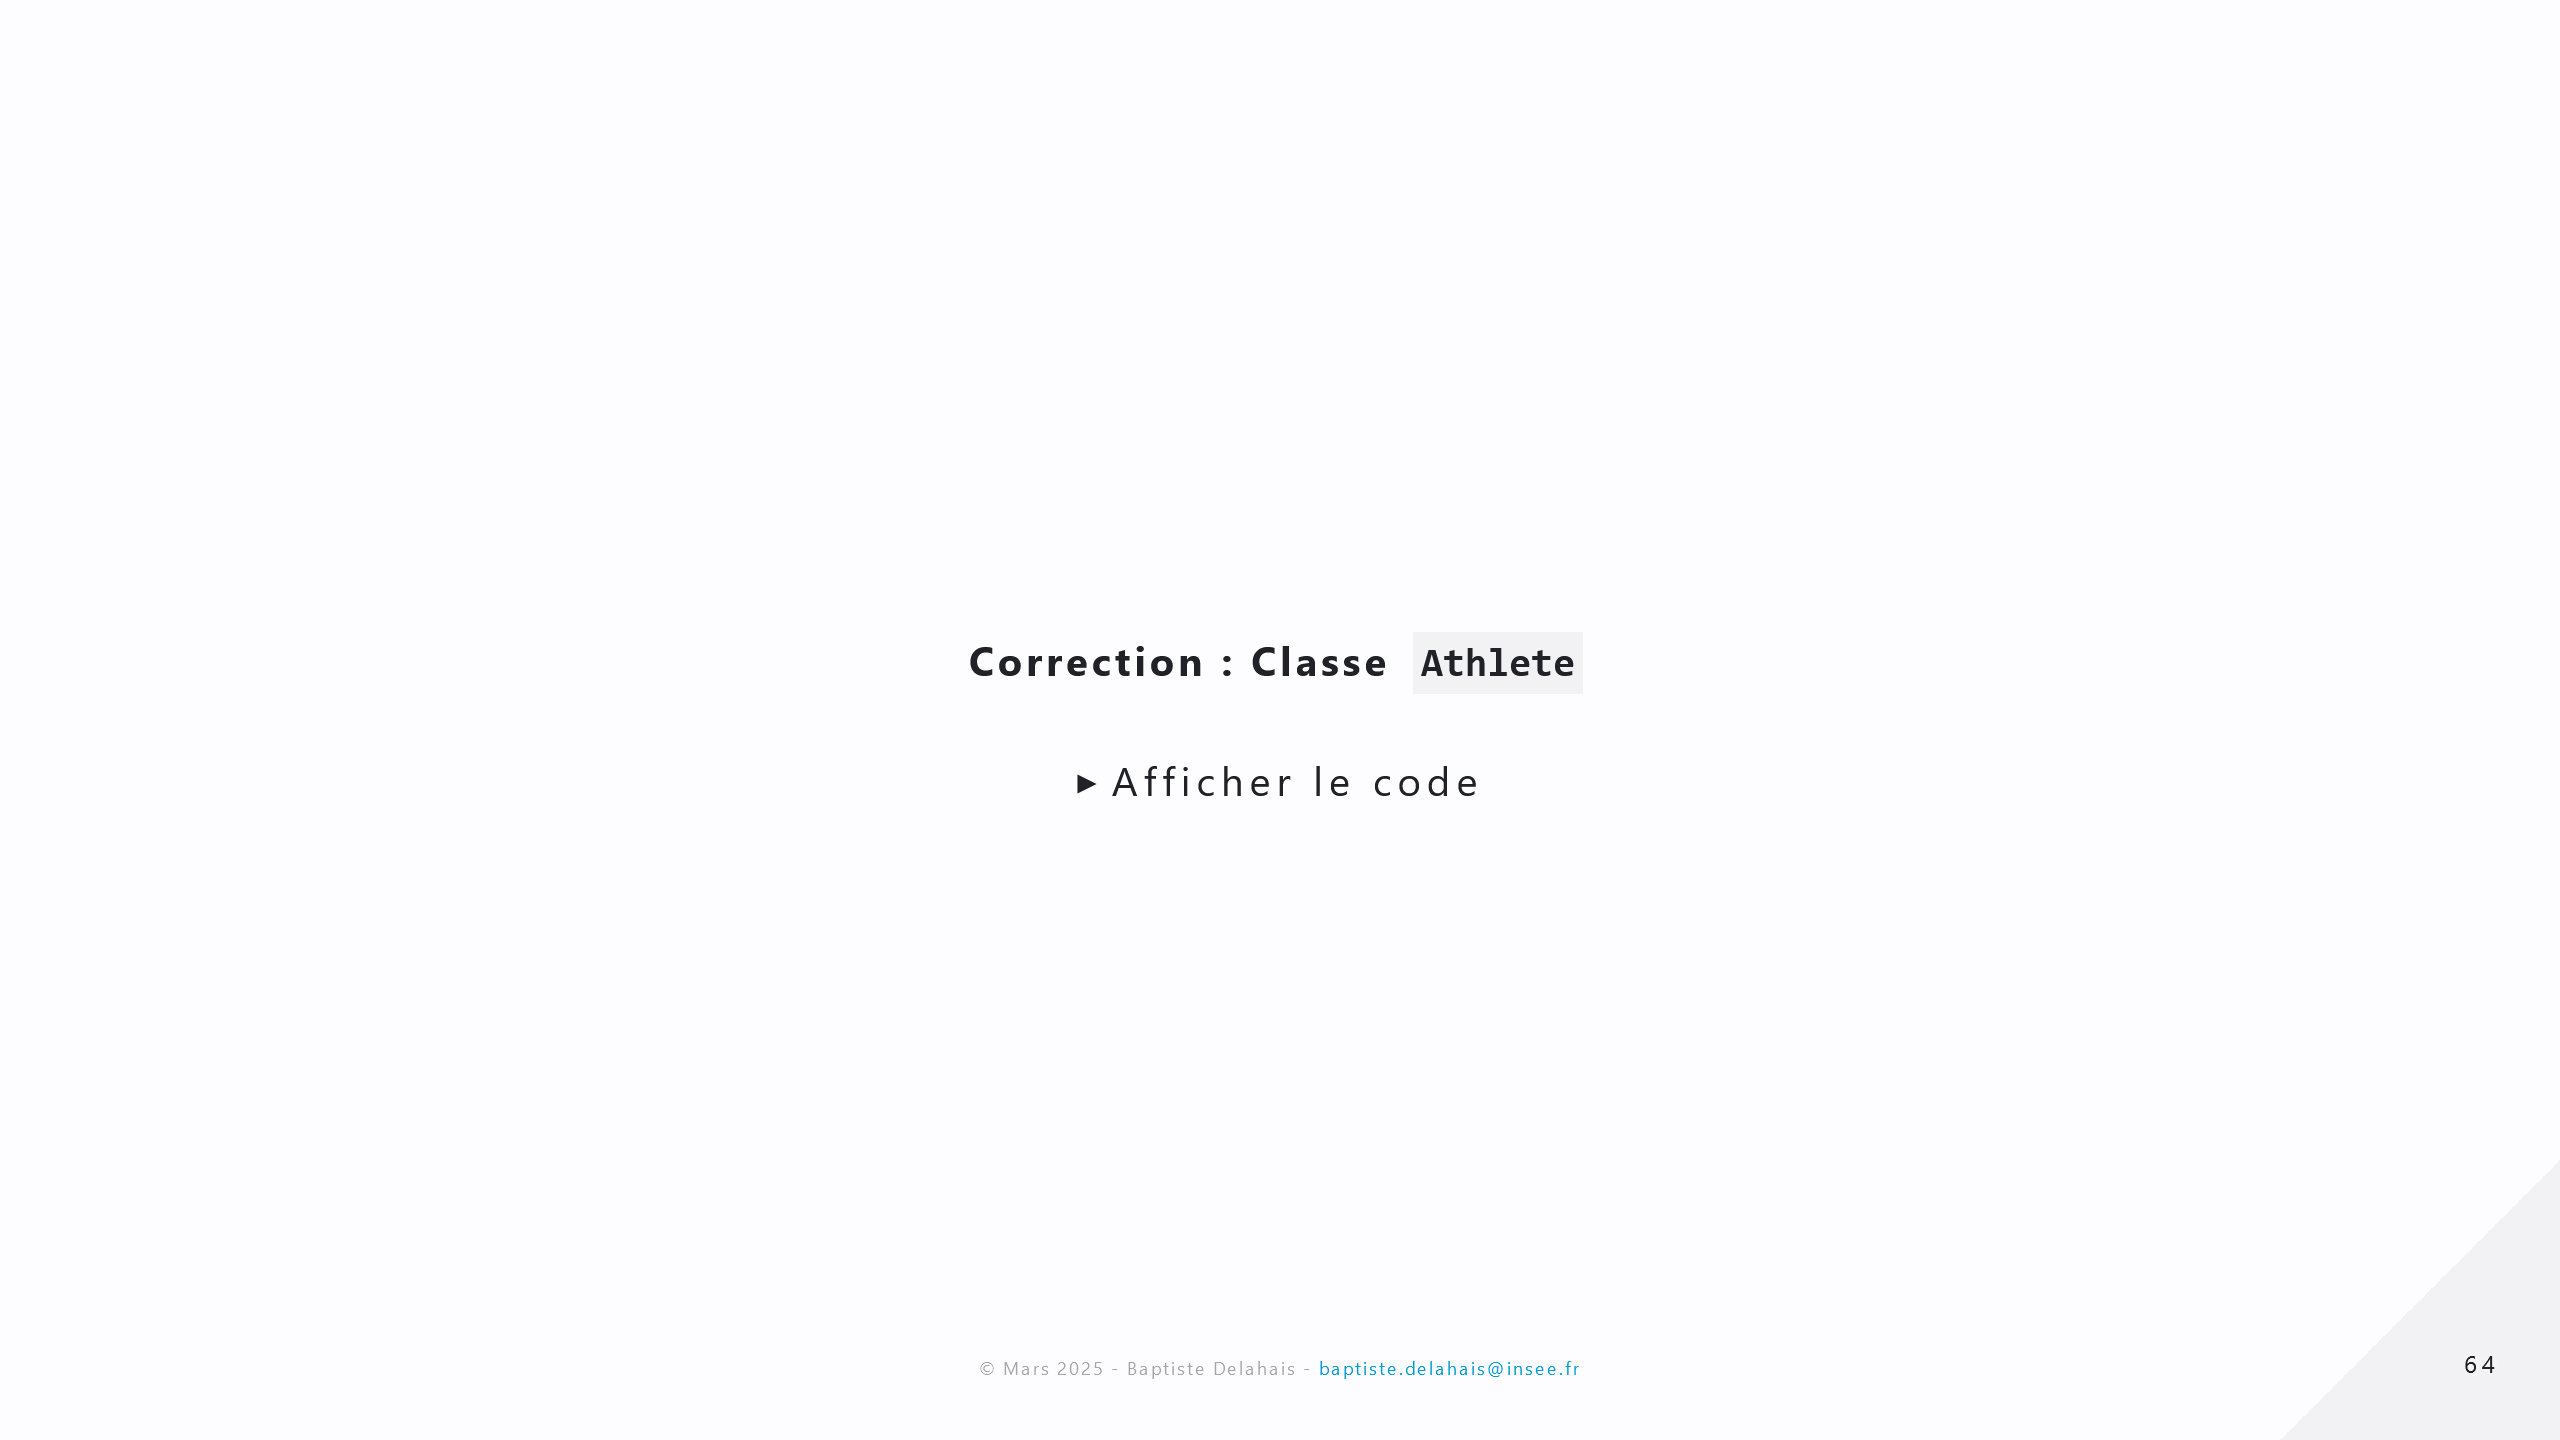 Correction : Classe Athlete
▶ Afficher le code
© Mars 2025 - Baptiste Delahais - baptiste.delahais@insee.fr
64